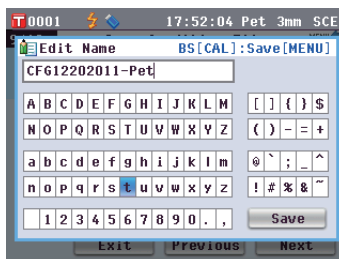 T0001 17:52:04 Pet 3mm SCE
Edit Name BS[CAL]:Save[MENU]
CFG12202011-Pet
A B C D E F G H I J K L M [ ] { } $
N O P Q R S T U V W X Y Z ( ) - = +
a b c d e f g h i j k l m @ ` ; _ ^
n o p q r s t u v w x y z ! # % & ~
1 2 3 4 5 6 7 8 9 0 . , Save
Exit Previous Next